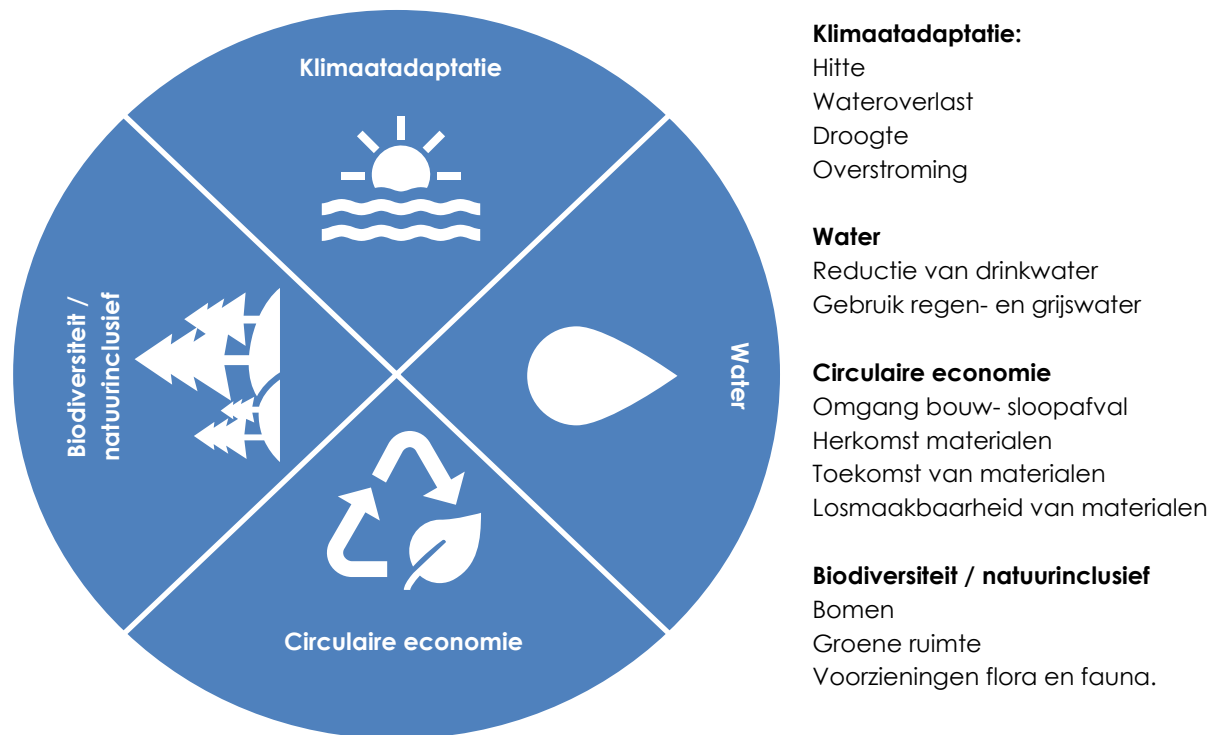 Klimaatadaptatie
Biodiversiteit /
natuurinclusief
Water
Circulaire economie
Klimaatadaptatie:
Hitte
Wateroverlast
Droogte
Overstroming
Water
Reductie van drinkwater
Gebruik regen- en grijswater
Circulaire economie
Omgang bouw- sloopafval
Herkomst materialen
Toekomst van materialen
Losmaakbaarheid van materialen
Biodiversiteit / natuurinclusief
Bomen
Groene ruimte
Voorzieningen flora en fauna.